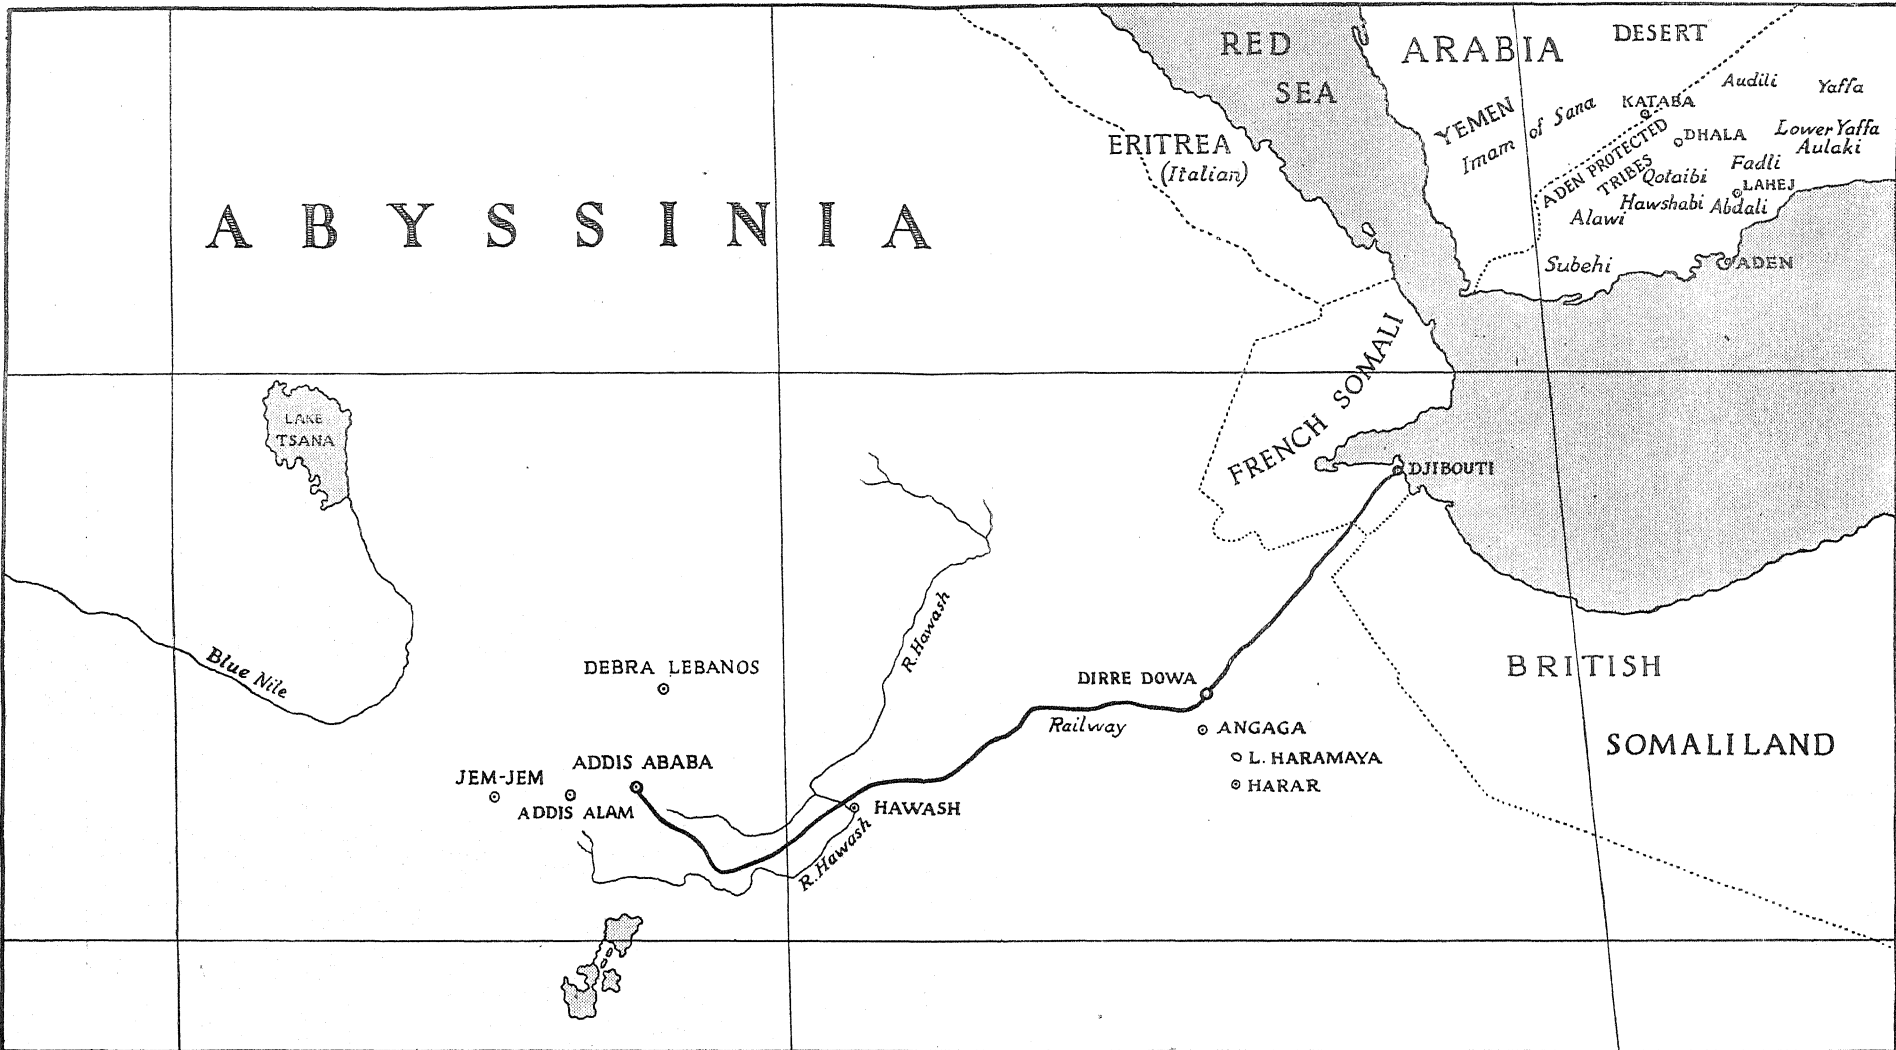 RED
SEA
ARABIA
DESERT
YEMEN
Imam of Sana
KATABA
Audili
Yaffa
ADEN PROTECTED
TRIBES
DHALA
Lower Yaffa
Aulaki
Fadli
Qotaibi
LAHEJ
Hawshabi
Abdali
Alawi
Subehi
ADEN
ERITREA
(Italian)
ABYSSINIA
FRENCH SOMALI
LAKE
TSANA
DJIBOUTI
Blue Nile
R. Hawash
DEBRA LEBANOS
DIRRE DOWA
BRITISH
SOMALILAND
Railway
ANGAGA
L. HARAMAYA
HARAR
ADDIS ABABA
JEM-JEM
ADDIS ALAM
HAWASH
R. Hawash